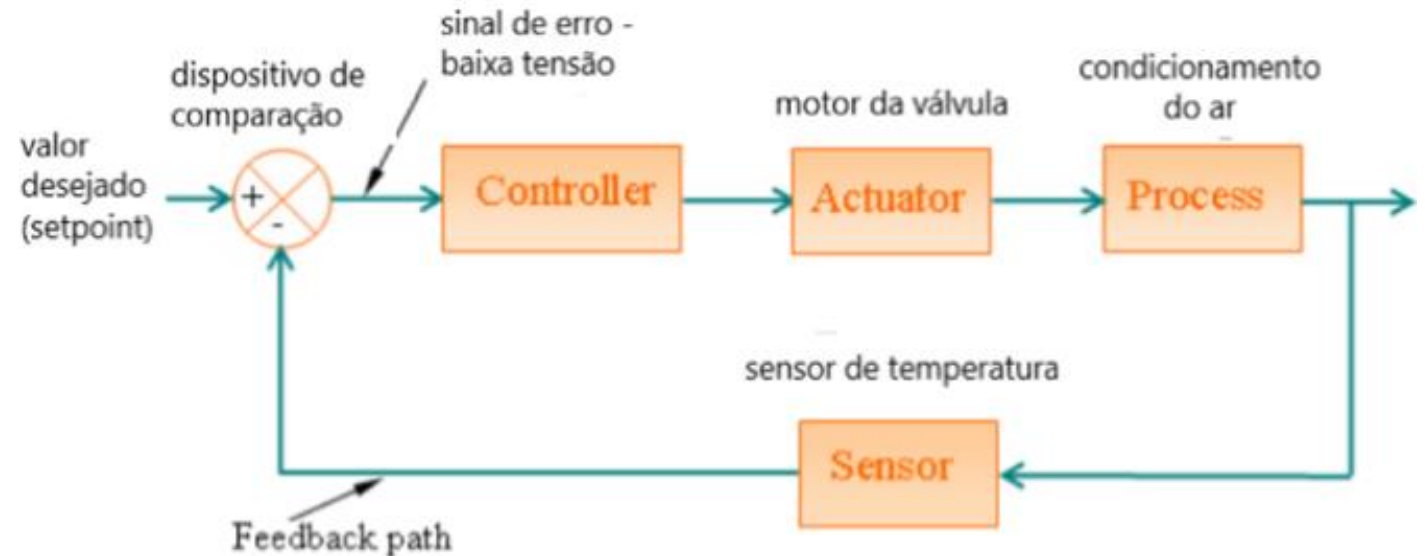 sinal de erro -
baixa tensão
dispositivo de
comparação
condicionamento
do ar
motor da válvula
valor
desejado
(setpoint)
+
-
Controller
Actuator
Process
sensor de temperatura
Sensor
Feedback path